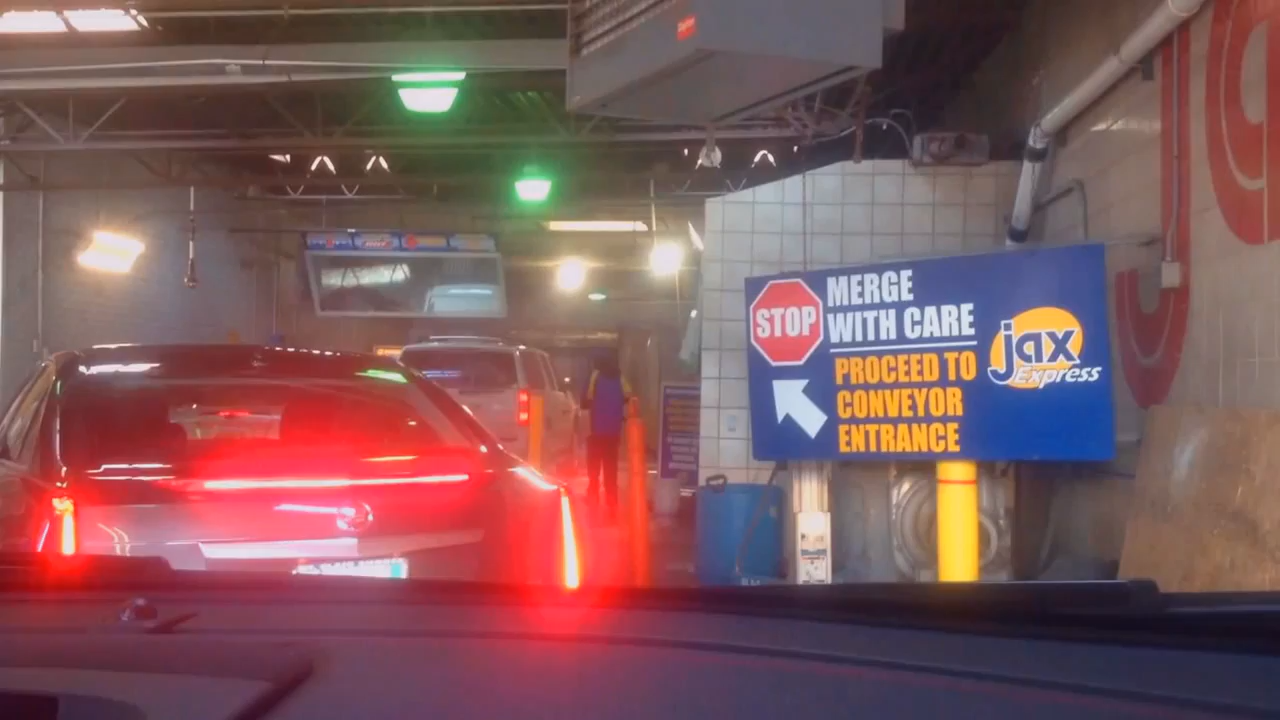 STOP
MERGE
WITH CARE
PROCEED TO
CONVEYOR
ENTRANCE
jax
Express
J